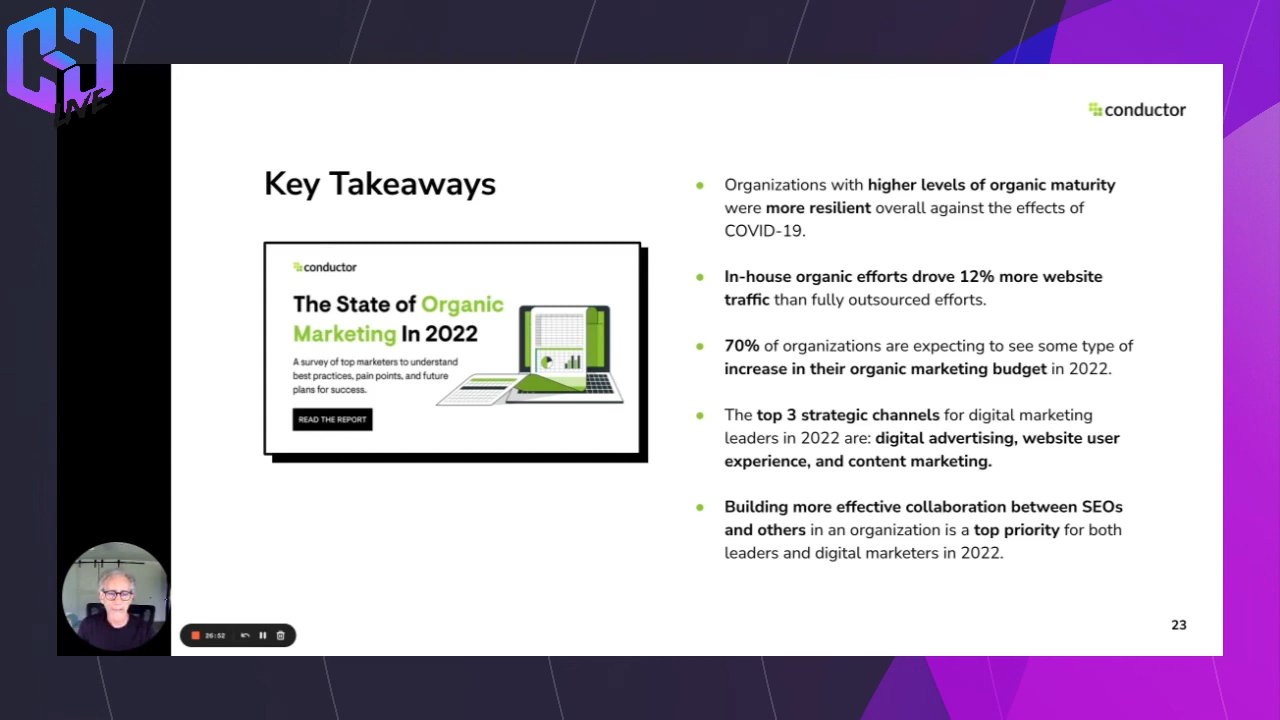 LIVE
conductor
Key Takeaways
conductor
The State of Organic
Marketing In 2022
A survey of top marketers to understand
best practices, pain points, and future
plans for success.
READ THE REPORT
Organizations with higher levels of organic maturity
were more resilient overall against the effects of
COVID-19.
In-house organic efforts drove 12% more website
traffic than fully outsourced efforts.
70% of organizations are expecting to see some type of
increase in their organic marketing budget in 2022.
The top 3 strategic channels for digital marketing
leaders in 2022 are: digital advertising, website user
experience, and content marketing.
Building more effective collaboration between SEOs
and others in an organization is a top priority for both
leaders and digital marketers in 2022.
26:52
23